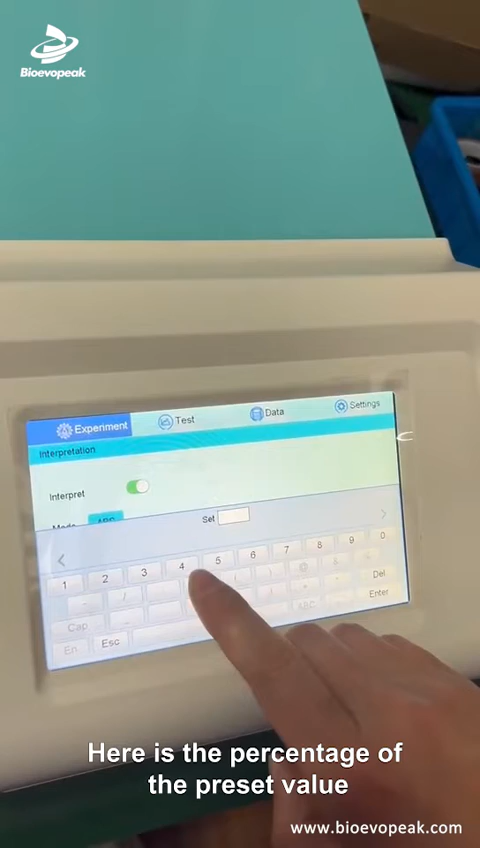 Bioevopeak
Experiment
Test
Data
Settings
Interpretation
Interpret
Set
1 2 3 4 5 6 7 8 9 0
Del
Cap
Enter
En Esc
Here is the percentage of
the preset value
www.bioevopeak.com